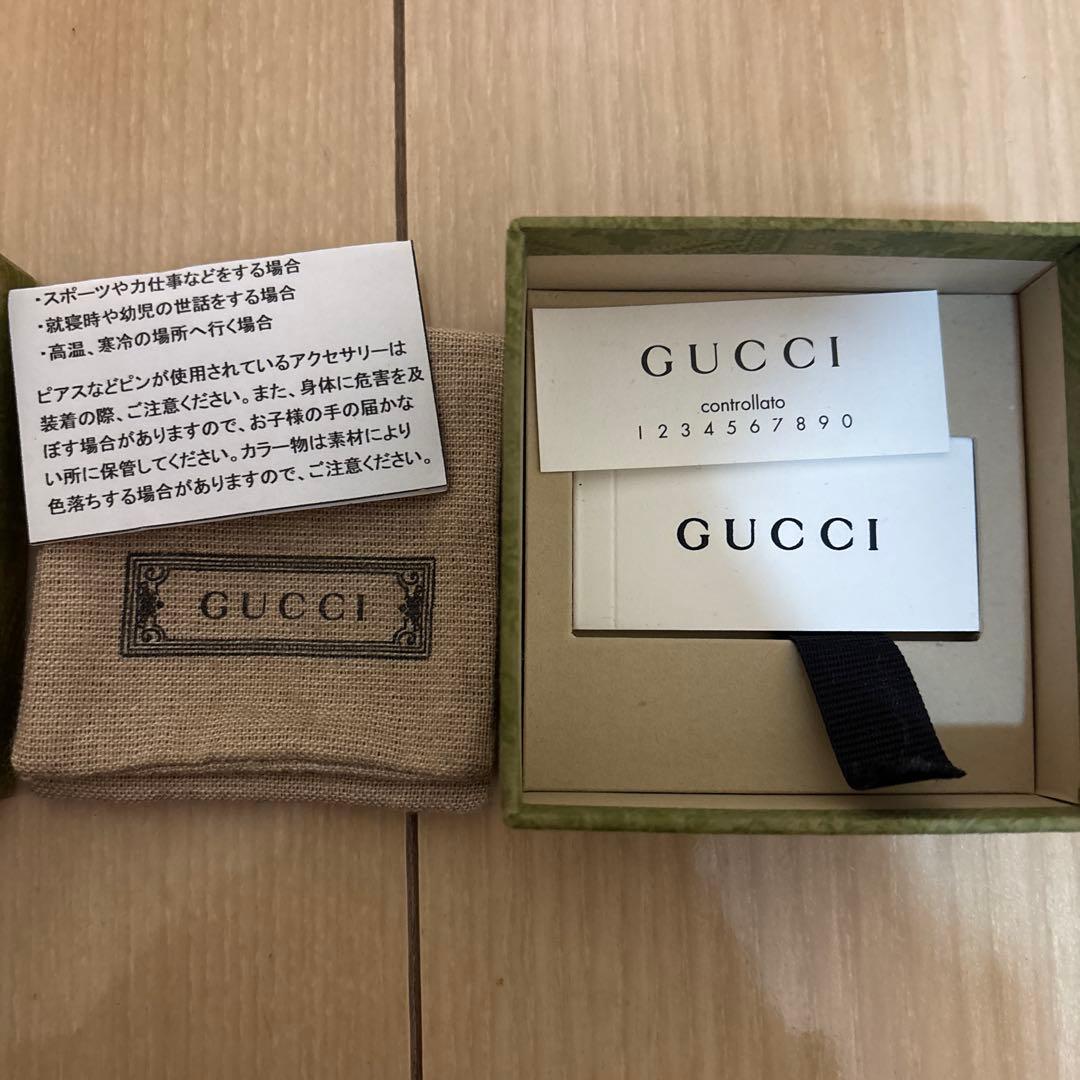 ・スポーツや力仕事などをする場合
・就寝時や幼児の世話をする場合
・高温、寒冷の場所へ行く場合
ピアスなどピンが使用されているアクセサリーは
装着の際、ご注意ください。また、身体に危害を及
ぼす場合がありますので、お子様の手の届かな
い所に保管してください。カラー物は素材により
色落ちする場合がありますので、ご注意ください。
GUCCI
GUCCI
controllato
1 2 3 4 5 6 7 8 9 0
GUCCI